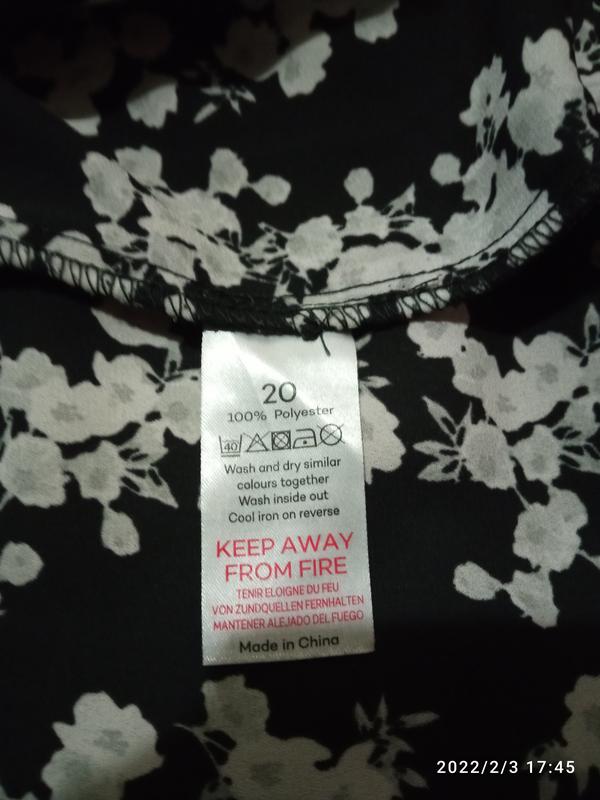 20
100% Polyester
40
Wash and dry similar
colours together
Wash inside out
Cool iron on reverse
KEEP AWAY
FROM FIRE
TENIR ELOIGNE DU FEU
VON ZUNDQUELLEN FERNHALTEN
MANTENER ALEJADO DEL FUEGO
Made in China
2022/2/3 17:45